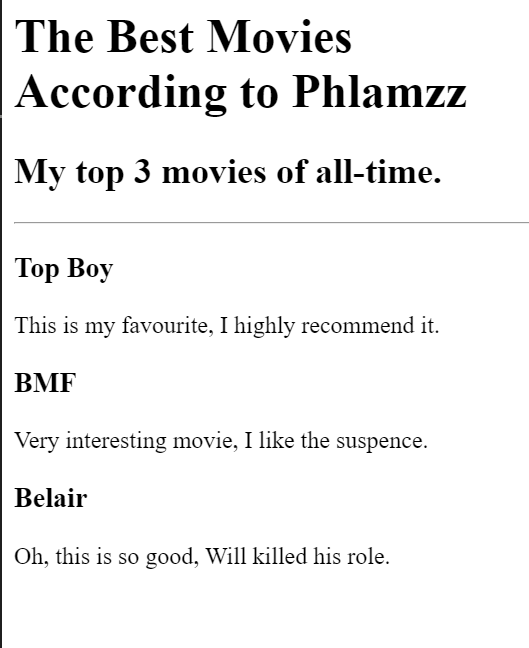 The Best Movies
According to Phlamzz
My top 3 movies of all-time.
Top Boy
This is my favourite, I highly recommend it.
BMF
Very interesting movie, I like the suspence.
Belair
Oh, this is so good, Will killed his role.